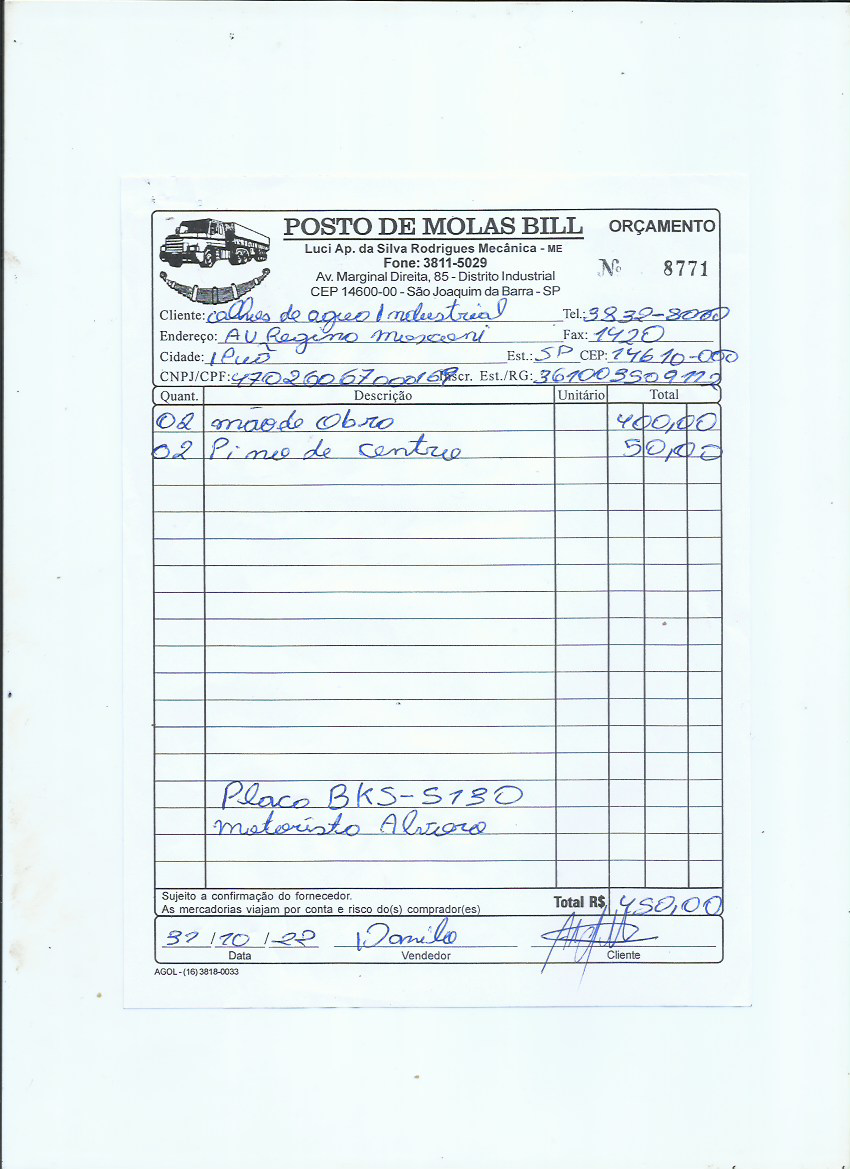 POSTO DE MOLAS BILL ORÇAMENTO
Luci Ap. da Silva Rodrigues Mecânica - ME
Fone: 3811-5029
Nº 8771
Av. Marginal Direita, 85 - Distrito Industrial
CEP 14600-00 - São Joaquim da Barra - SP
Cliente: calhas de agua Industrial Tel.: 3832-8000
Endereço: AV Regino Fax: 1420
Cidade: IPuã Est.: SP CEP: 14610-000
CNPJ/CPF: Inscr. Est./RG:
Quant. Descrição Unitário Total
02 mão de Obra 400,00
02 Pino de centro 50,00
Placa BKS-5130
motorista Alvaro
Sujeito a confirmação do fornecedor.
As mercadorias viajam por conta e risco do(s) comprador(es)
Total R$ 450,00
31/10/22 Danilo
Data Vendedor Cliente
AGOL - (16) 3818-0033